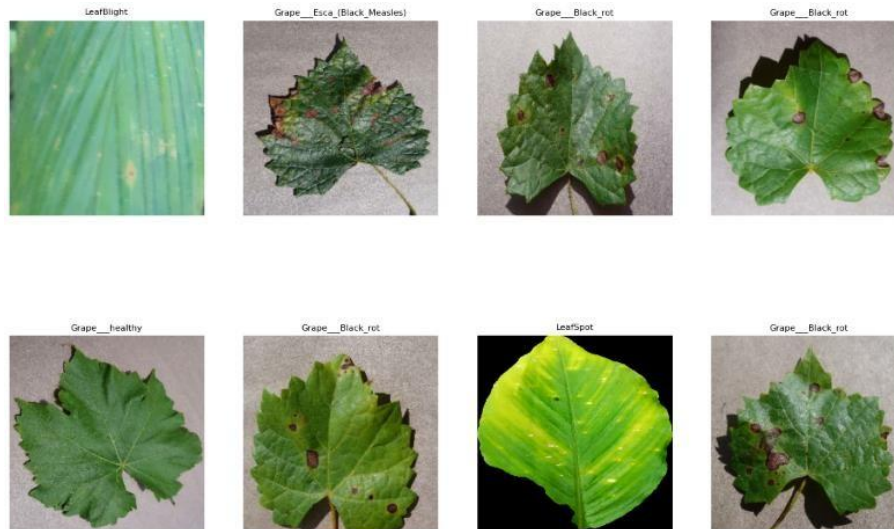 LeafBlight
Grape___Esca_(Black_Measles)
Grape___Black_rot
Grape___Black_rot
Grape___healthy
Grape___Black_rot
LeafSpot
Grape___Black_rot